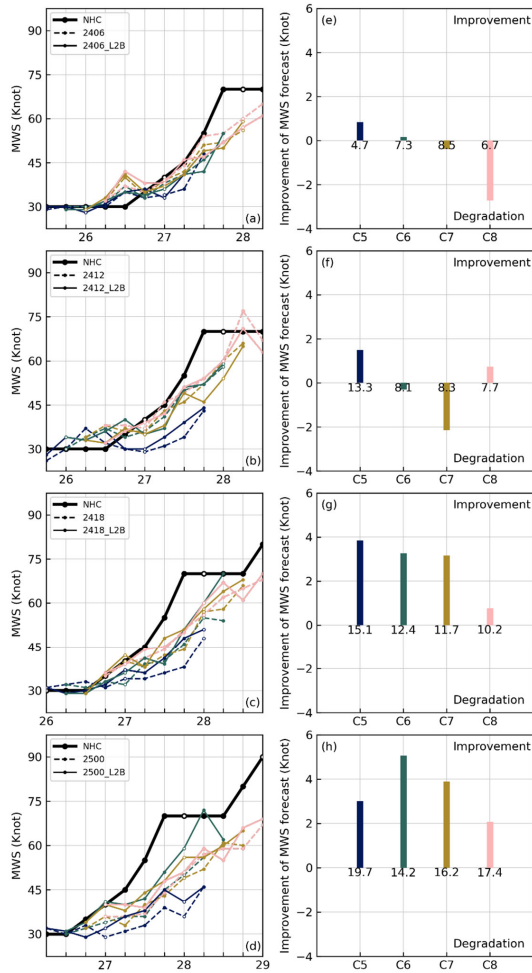 MWS (Knot)
90
75
60
45
30
NHC
2406
2406_L2B
(a)
26 27 28
Improvement of MWS forecast (Knot)
4
2
0
−2
−4
(e)
Improvement
4.7 7.3 8.5 6.7
Degradation
C5 C6 C7 C8
MWS (Knot)
90
75
60
45
30
NHC
2412
2412_L2B
(b)
26 27 28
Improvement of MWS forecast (Knot)
6
4
2
0
−2
−4
(f)
Improvement
13.3 8.1 8.3 7.7
Degradation
C5 C6 C7 C8
MWS (Knot)
90
75
60
45
30
NHC
2418
2418_L2B
(c)
26 27 28
Improvement of MWS forecast (Knot)
6
4
2
0
−2
−4
(g)
Improvement
15.1 12.4 11.7 10.2
Degradation
C5 C6 C7 C8
MWS (Knot)
90
75
60
45
30
NHC
2500
2500_L2B
(d)
27 28 29
Improvement of MWS forecast (Knot)
6
4
2
0
−2
−4
(h)
Improvement
19.7 14.2 16.2 17.4
Degradation
C5 C6 C7 C8